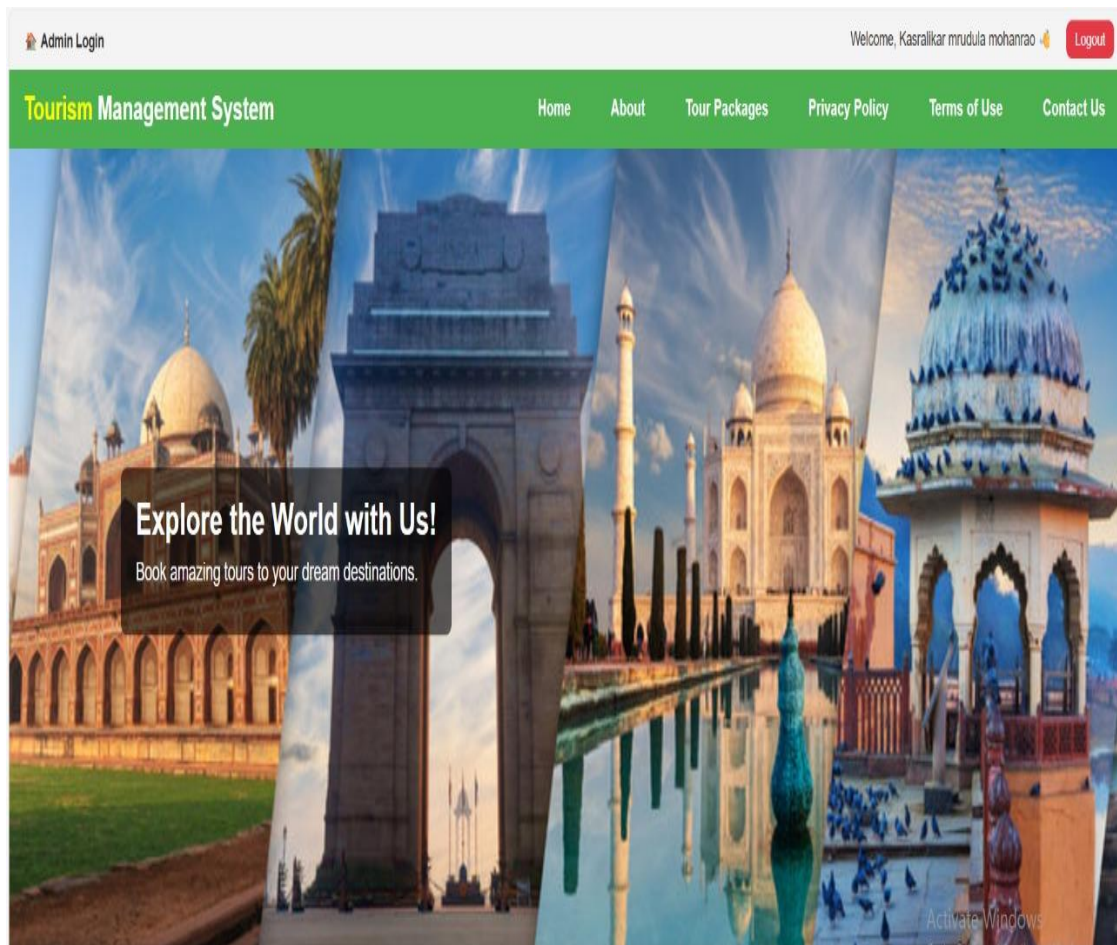 Admin Login
Welcome, Kasralikar mrudula mohanrao
Logout
Tourism Management System
Home
About
Tour Packages
Privacy Policy
Terms of Use
Contact Us
Explore the World with Us!
Book amazing tours to your dream destinations.
Activate Windows